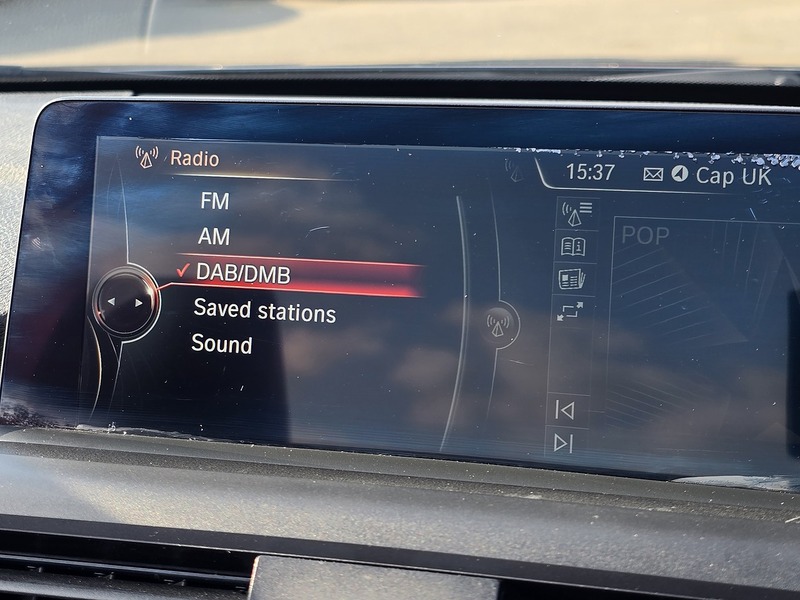 Radio
15:37 Cap UK
FM
AM
DAB/DMB
Saved stations
Sound
POP